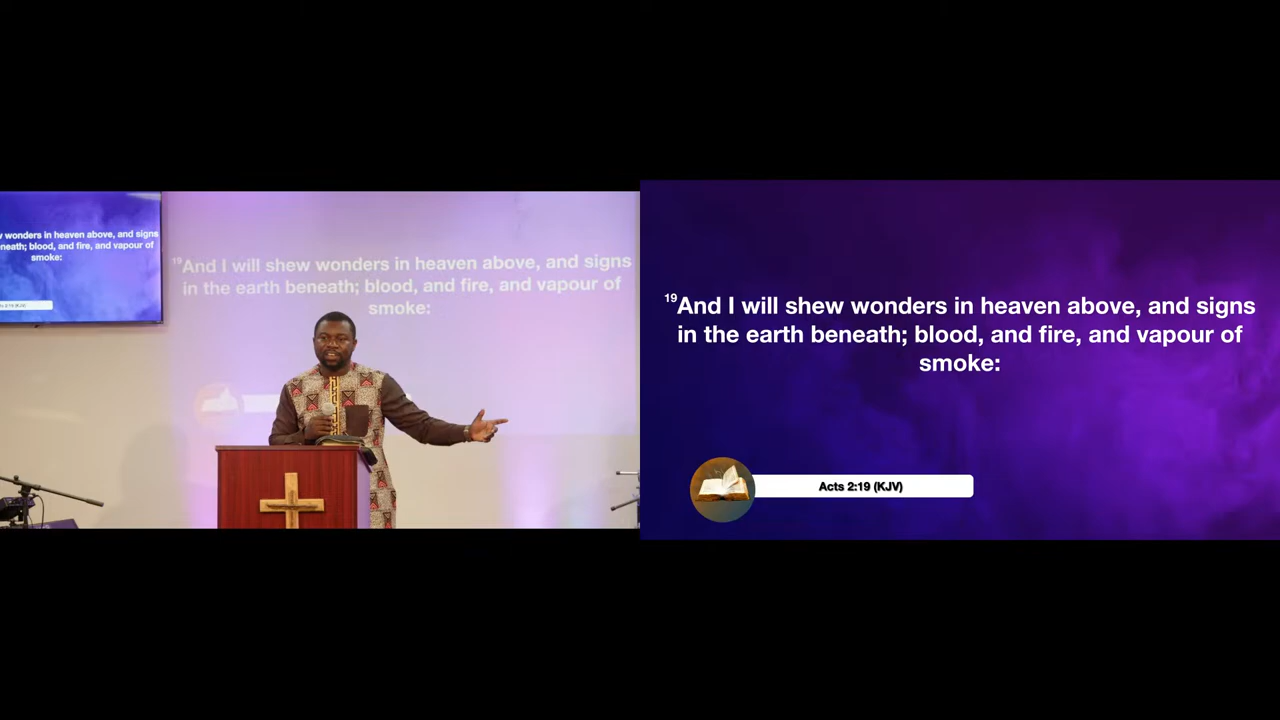 w wonders in heaven above, and signs
neath; blood, and fire, and vapour of
smoke:
19And I will shew wonders in heaven above, and signs
in the earth beneath; blood, and fire, and vapour of
smoke:
19And I will shew wonders in heaven above, and signs
in the earth beneath; blood, and fire, and vapour of
smoke:
Acts 2:19 (KJV)